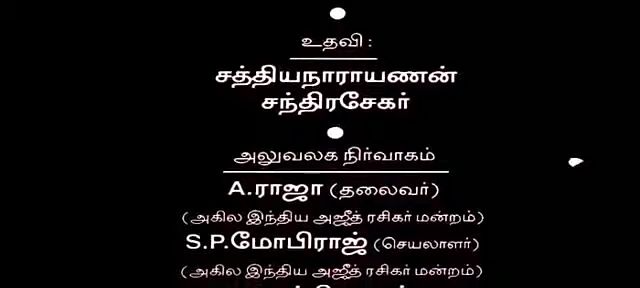 உதவி :
சத்தியநாராயணன்
சந்திரசேகர்
அலுவலக நிர்வாகம்
A.ராஜா (தலைவர்)
(அகில இந்திய அஜீத் ரசிகர் மன்றம்)
S.P.மோபிராஜ் (செயலாளர்)
(அகில இந்திய அஜீத் ரசிகர் மன்றம்)